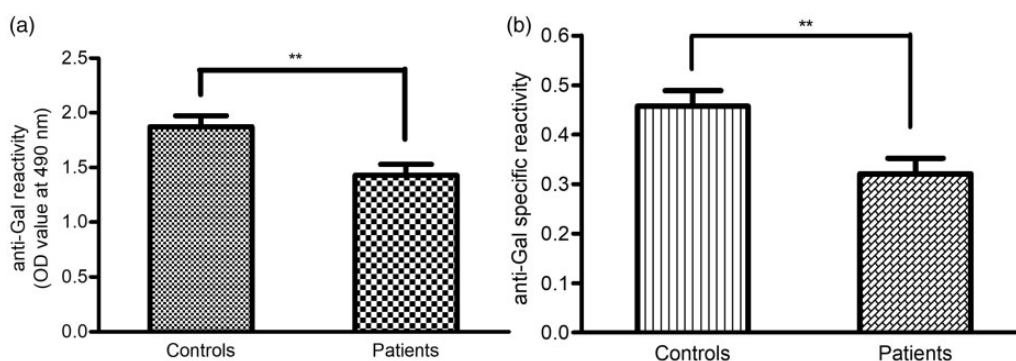 (a)
anti-Gal reactivity
(OD value at 490 nm)
2.5
2.0
1.5
1.0
0.5
0.0
**
Controls
Patients
(b)
anti-Gal specific reactivity
0.6
0.5
0.4
0.3
0.2
0.1
0.0
**
Controls
Patients